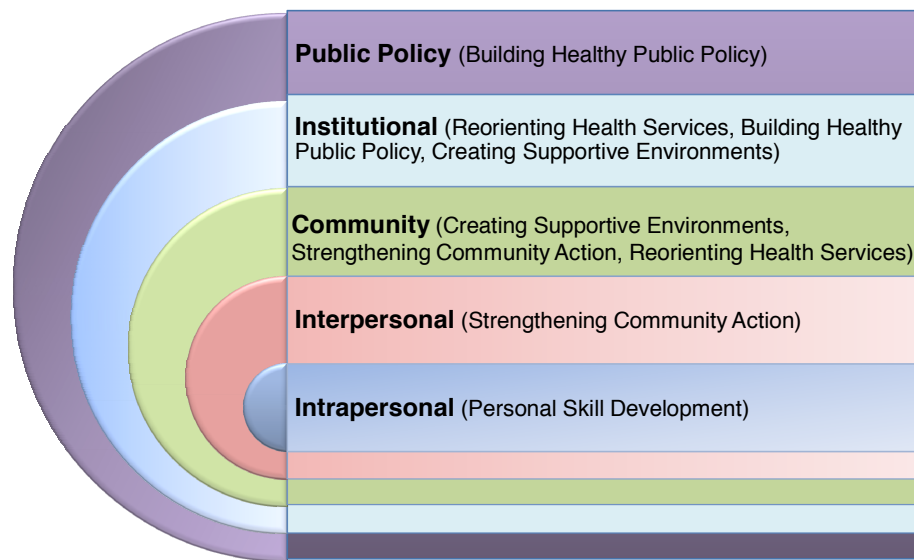 Public Policy (Building Healthy Public Policy)
Institutional (Reorienting Health Services, Building Healthy
Public Policy, Creating Supportive Environments)
Community (Creating Supportive Environments,
Strengthening Community Action, Reorienting Health Services)
Interpersonal (Strengthening Community Action)
Intrapersonal (Personal Skill Development)